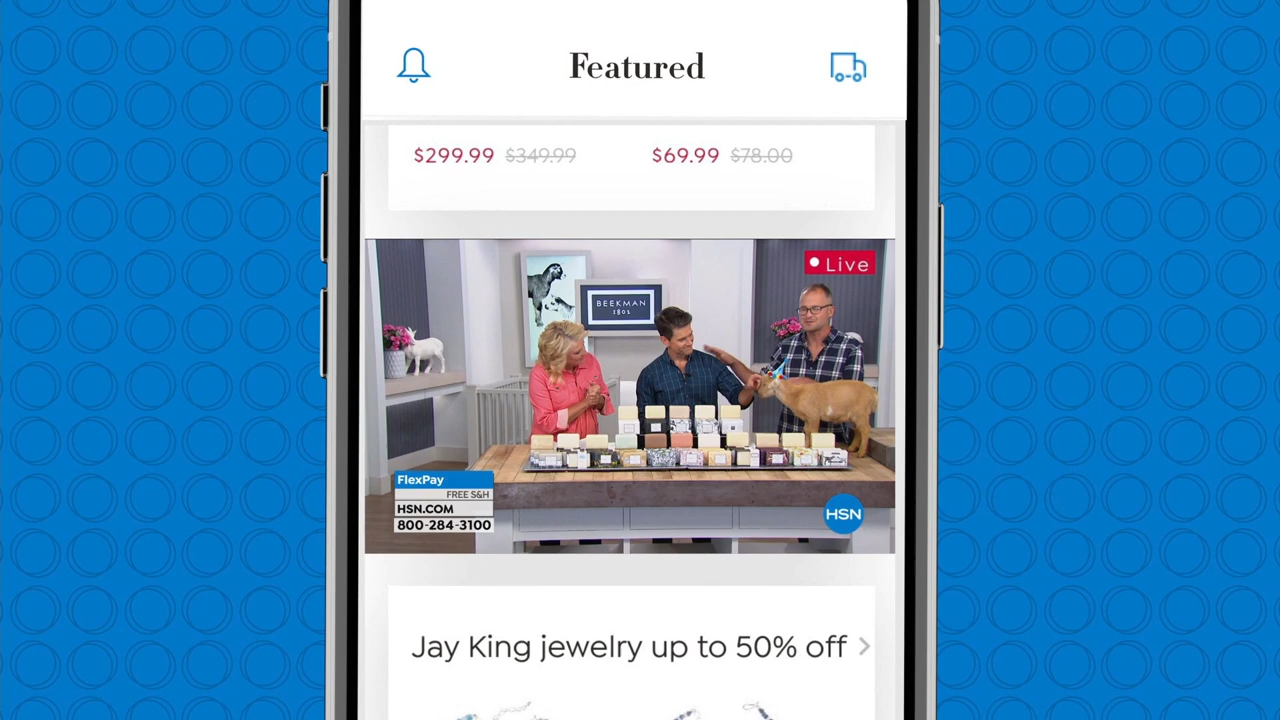 Featured
$299.99 $349.99 $69.99 $78.00
Live
BEEKMAN
1802
FlexPay
FREE S&H
HSN.COM
800-284-3100
HSN
Jay King jewelry up to 50% off